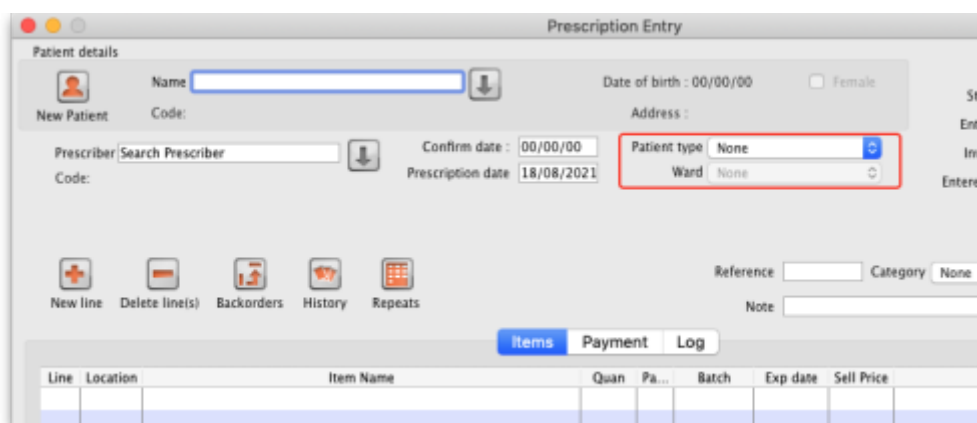 Prescription Entry
Patient details
Name
Date of birth : 00/00/00
Female
New Patient
Code:
Address :
Prescriber Search Prescriber
Confirm date : 00/00/00
Patient type None
Code:
Prescription date 18/08/2021
Ward None
Reference
Category None
New line Delete line(s) Backorders History Repeats
Note
Items Payment Log
Line Location Item Name Quan Pa... Batch Exp date Sell Price